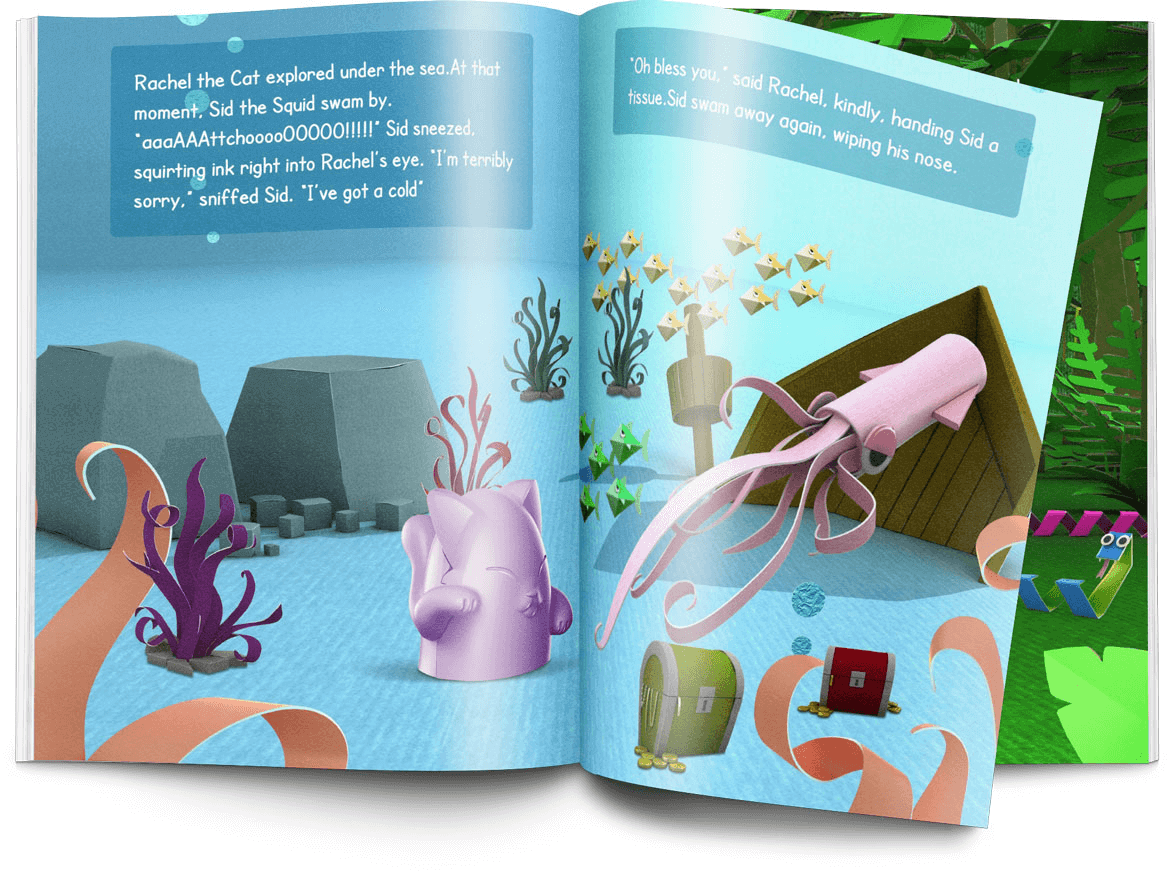 Rachel the Cat explored under the sea.At that
moment, Sid the Squid swam by.
"aaaAAAttchooooOOOOO!!!!!" Sid sneezed,
squirting ink right into Rachel's eye. "I'm terribly
sorry," sniffed Sid. "I've got a cold"
"Oh bless you," said Rachel, kindly, handing Sid a
tissue.Sid swam away again, wiping his nose.